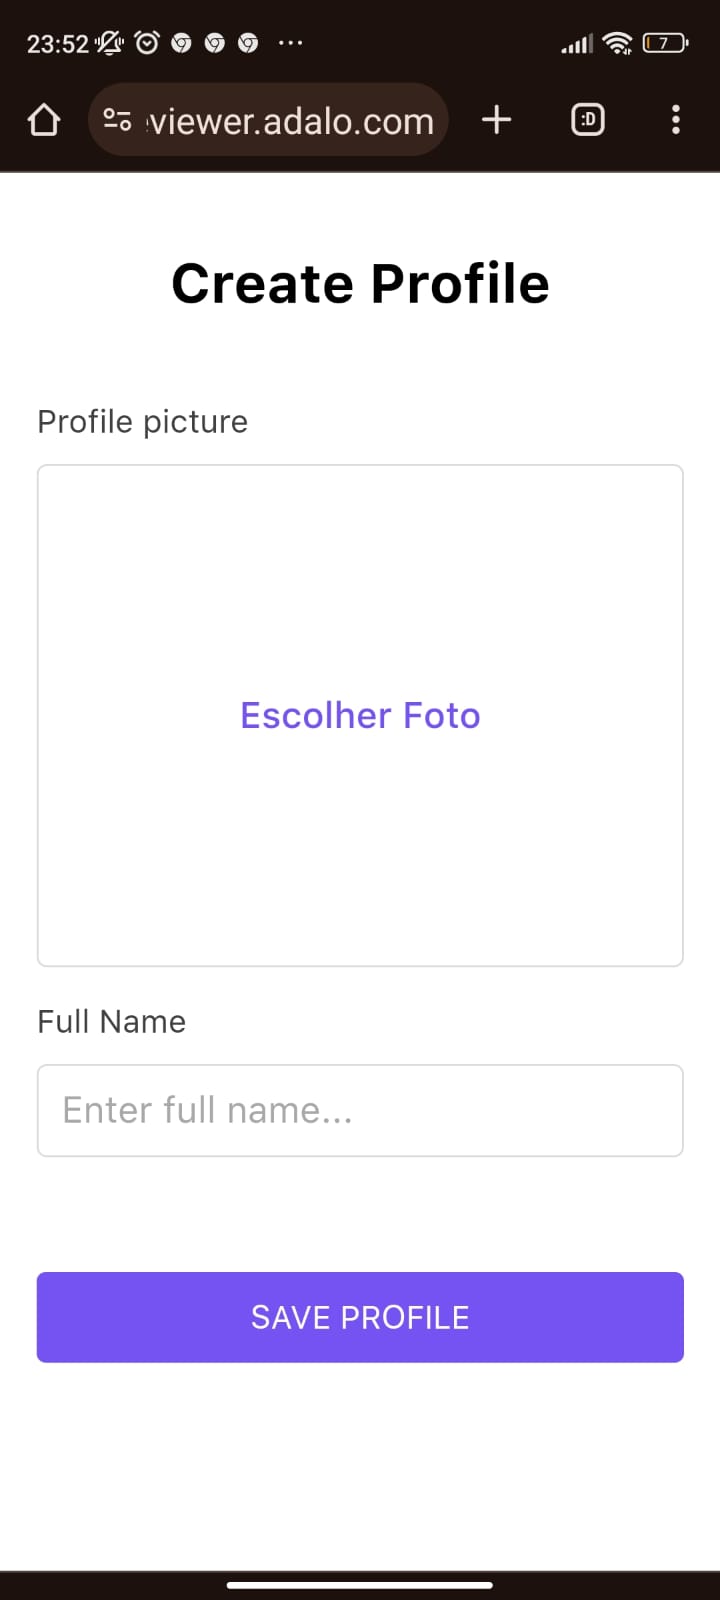 23:52
7
viewer.adalo.com
:D
Create Profile
Profile picture
Escolher Foto
Full Name
Enter full name...
SAVE PROFILE